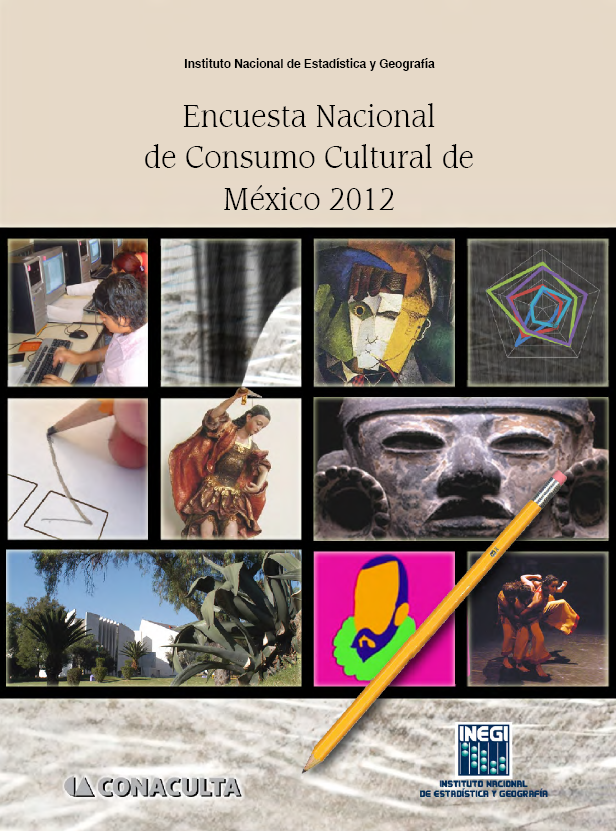 Instituto Nacional de Estadística y Geografía
Encuesta Nacional
de Consumo Cultural de
México 2012
CONACULTA
INEGI
INSTITUTO NACIONAL
DE ESTADÍSTICA Y GEOGRAFÍA